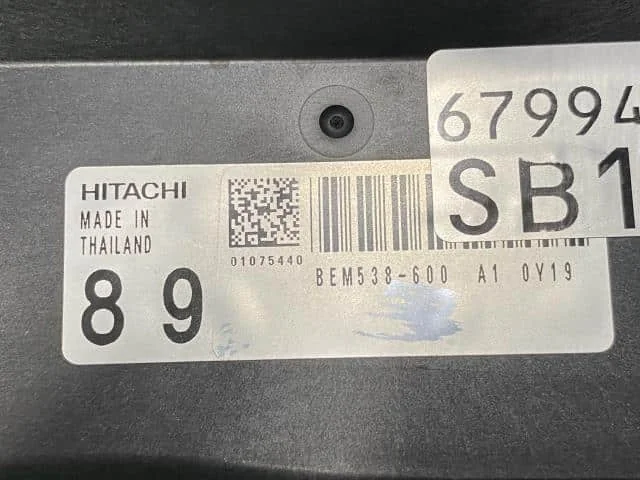 67994
SB1
HITACHI
MADE IN
THAILAND
89
01075440
BEM538-600 A1 0Y19